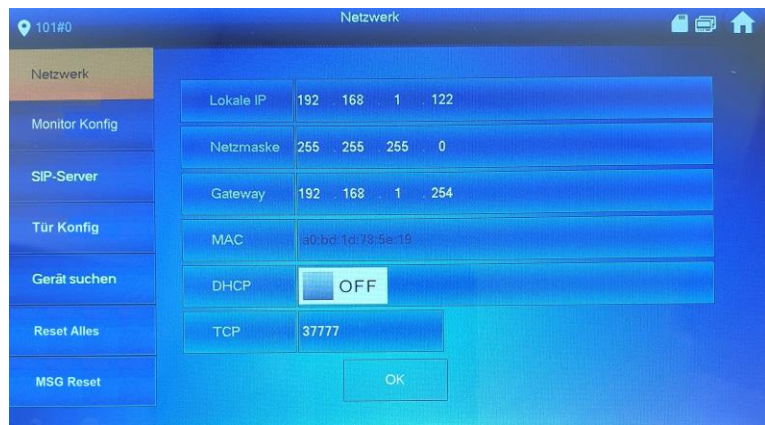 101#0
Netzwerk
Netzwerk
Monitor Konfig
SIP-Server
Tür Konfig
Gerät suchen
Reset Alles
MSG Reset
Lokale IP 192 . 168 . 1 . 122
Netzmaske 255 . 255 . 255 . 0
Gateway 192 . 168 . 1 . 254
MAC a0:bd:1d:78:5e:19
DHCP OFF
TCP 37777
OK